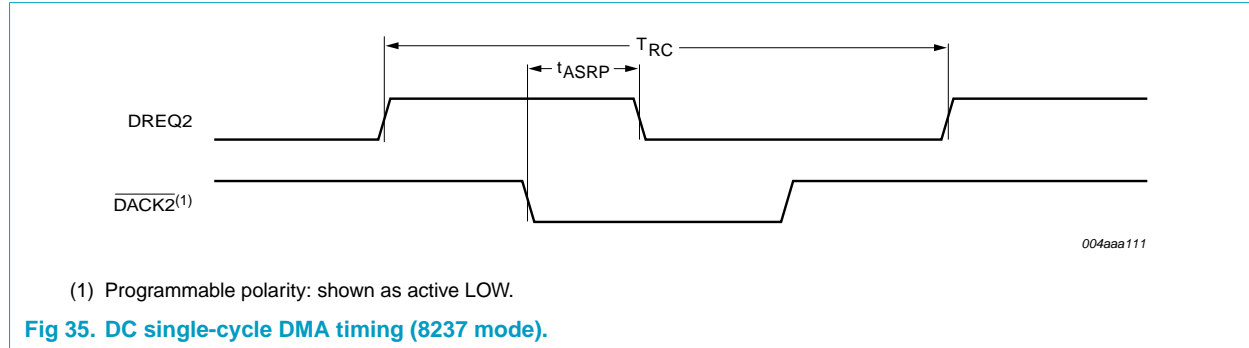 TRC
tASRP
DREQ2
DACK2(1)
004aaa111
(1) Programmable polarity: shown as active LOW.
Fig 35. DC single-cycle DMA timing (8237 mode).